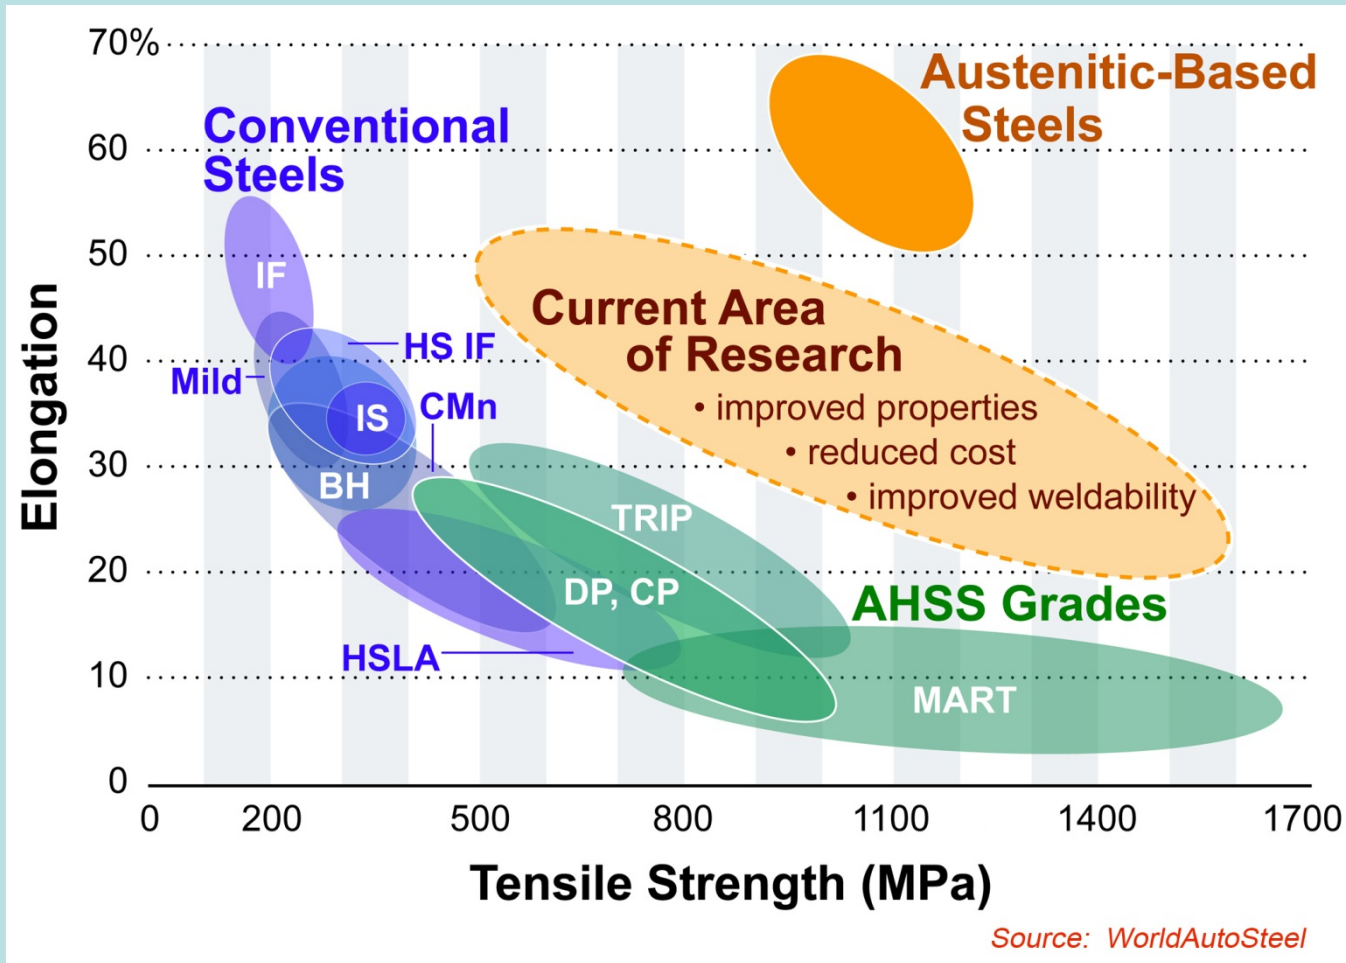 70%
Austenitic-Based
Steels
Conventional
Steels
60
50
IF
Current Area
of Research
HS IF
40
Mild
• improved properties
CMn
IS
• reduced cost
30
BH
• improved weldability
TRIP
20
DP, CP
AHSS Grades
HSLA
10
MART
0
Elongation
0 200 500 800 1100 1400 1700
Tensile Strength (MPa)
Source: WorldAutoSteel